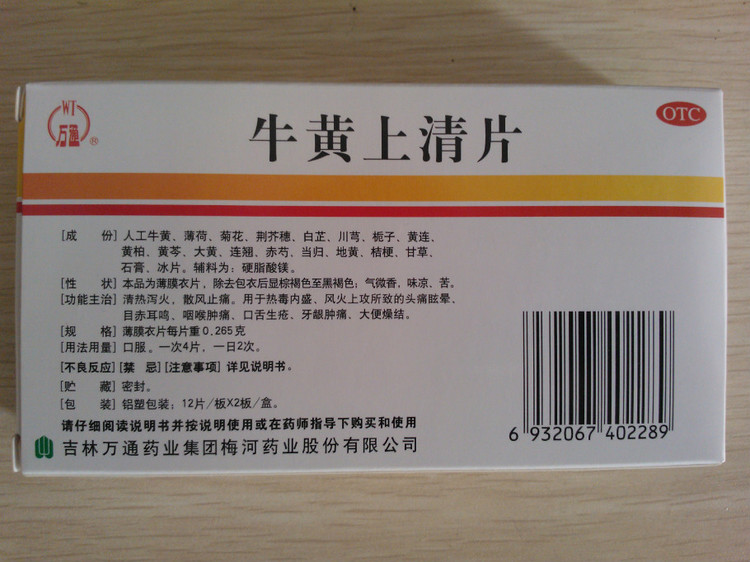 WT
万通
®
牛黄上清片
OTC
[成 份] 人工牛黄、薄荷、菊花、荆芥穗、白芷、川芎、栀子、黄连、
黄柏、黄芩、大黄、连翘、赤芍、当归、地黄、桔梗、甘草、
石膏、冰片。辅料为：硬脂酸镁。
[性 状] 本品为薄膜衣片，除去包衣后显棕褐色至黑褐色；气微香，味凉、苦。
[功能主治] 清热泻火，散风止痛。用于热毒内盛、风火上攻所致的头痛眩晕、
目赤耳鸣、咽喉肿痛、口舌生疮、牙龈肿痛、大便燥结。
[规 格] 薄膜衣片每片重0.265克
[用法用量] 口服。一次4片，一日2次。
[不良反应] [禁 忌] [注意事项] 详见说明书。
[贮 藏] 密封。
[包 装] 铝塑包装；12片/板X2板/盒。
请仔细阅读说明书并按说明使用或在药师指导下购买和使用
吉林万通药业集团梅河药业股份有限公司
6 932067 402289